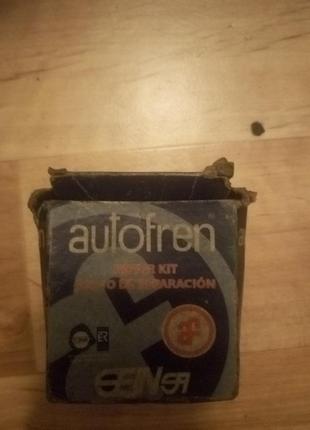 autofren
REPAIR KIT
JUEGO DE REPARACIÓN
SEINSA